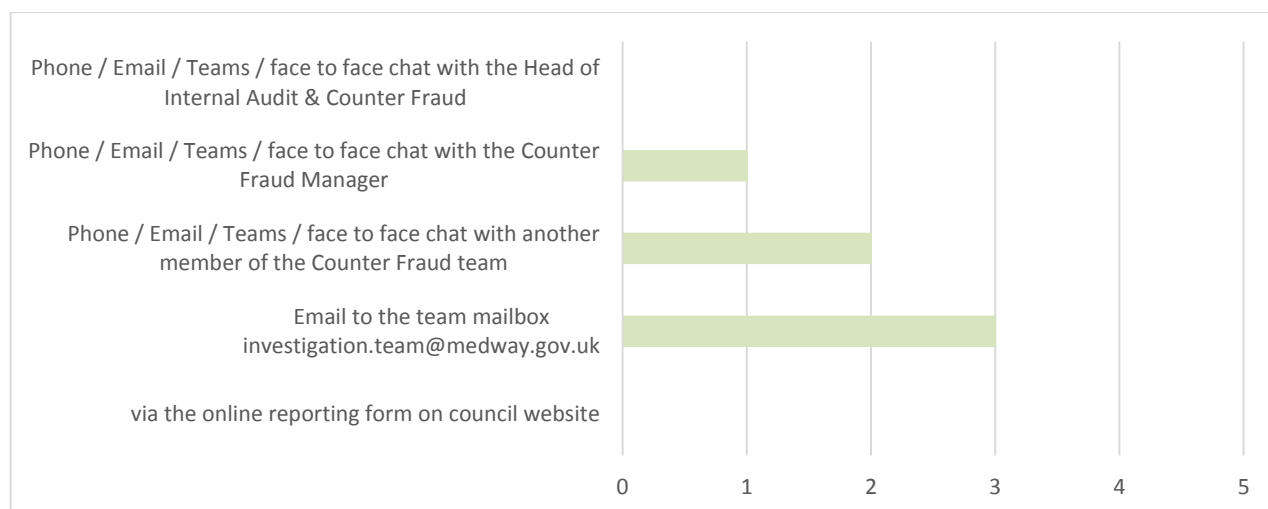 Phone / Email / Teams / face to face chat with the Head of
Internal Audit & Counter Fraud
Phone / Email / Teams / face to face chat with the Counter
Fraud Manager
Phone / Email / Teams / face to face chat with another
member of the Counter Fraud team
Email to the team mailbox
investigation.team@medway.gov.uk
via the online reporting form on council website
0 1 2 3 4 5